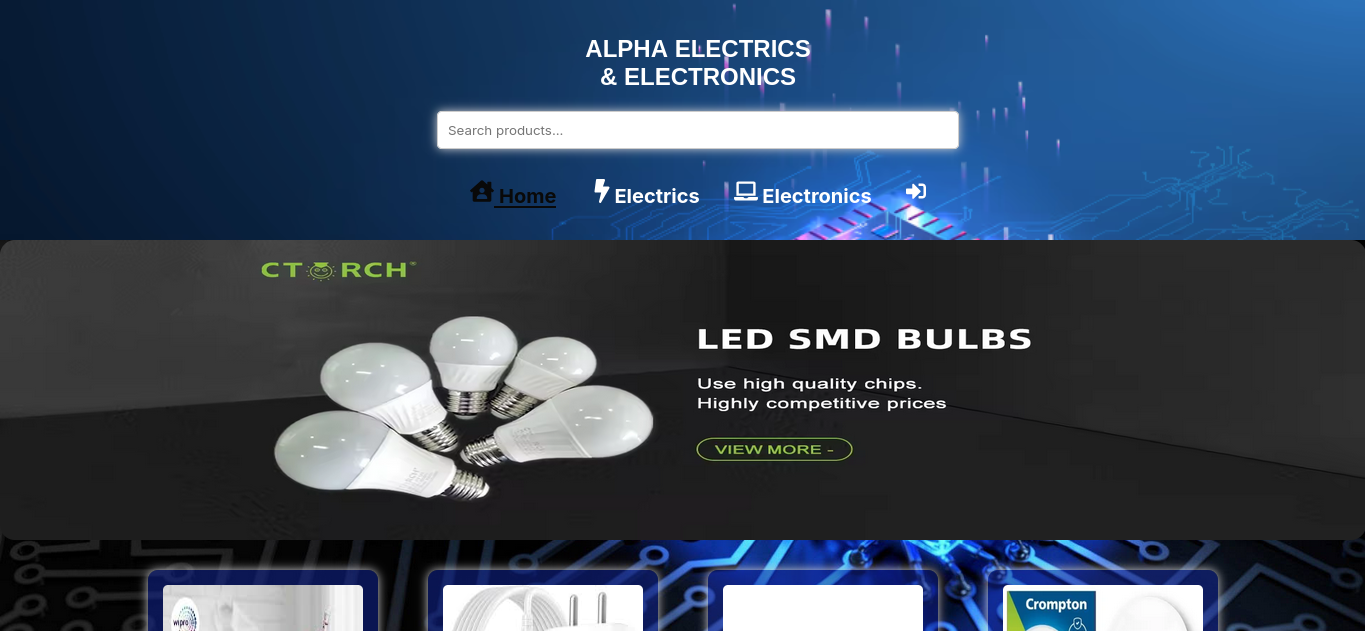 ALPHA ELECTRICS
& ELECTRONICS
Search products...
Home Electrics Electronics
CTORCH®
LED SMD BULBS
Use high quality chips.
Highly competitive prices
VIEW MORE -
wipro
Crompton